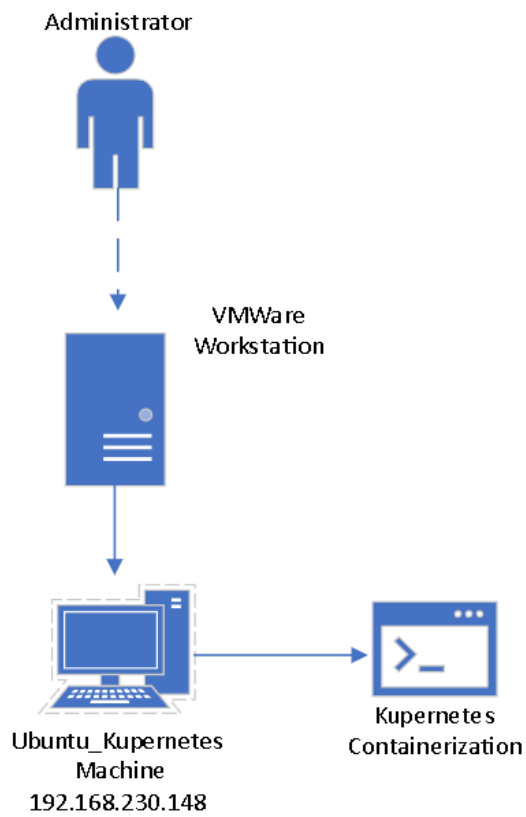 Administrator
VMWare
Workstation
Ubuntu_Kupernetes
Machine
192.168.230.148
Kupernetes
Containerization